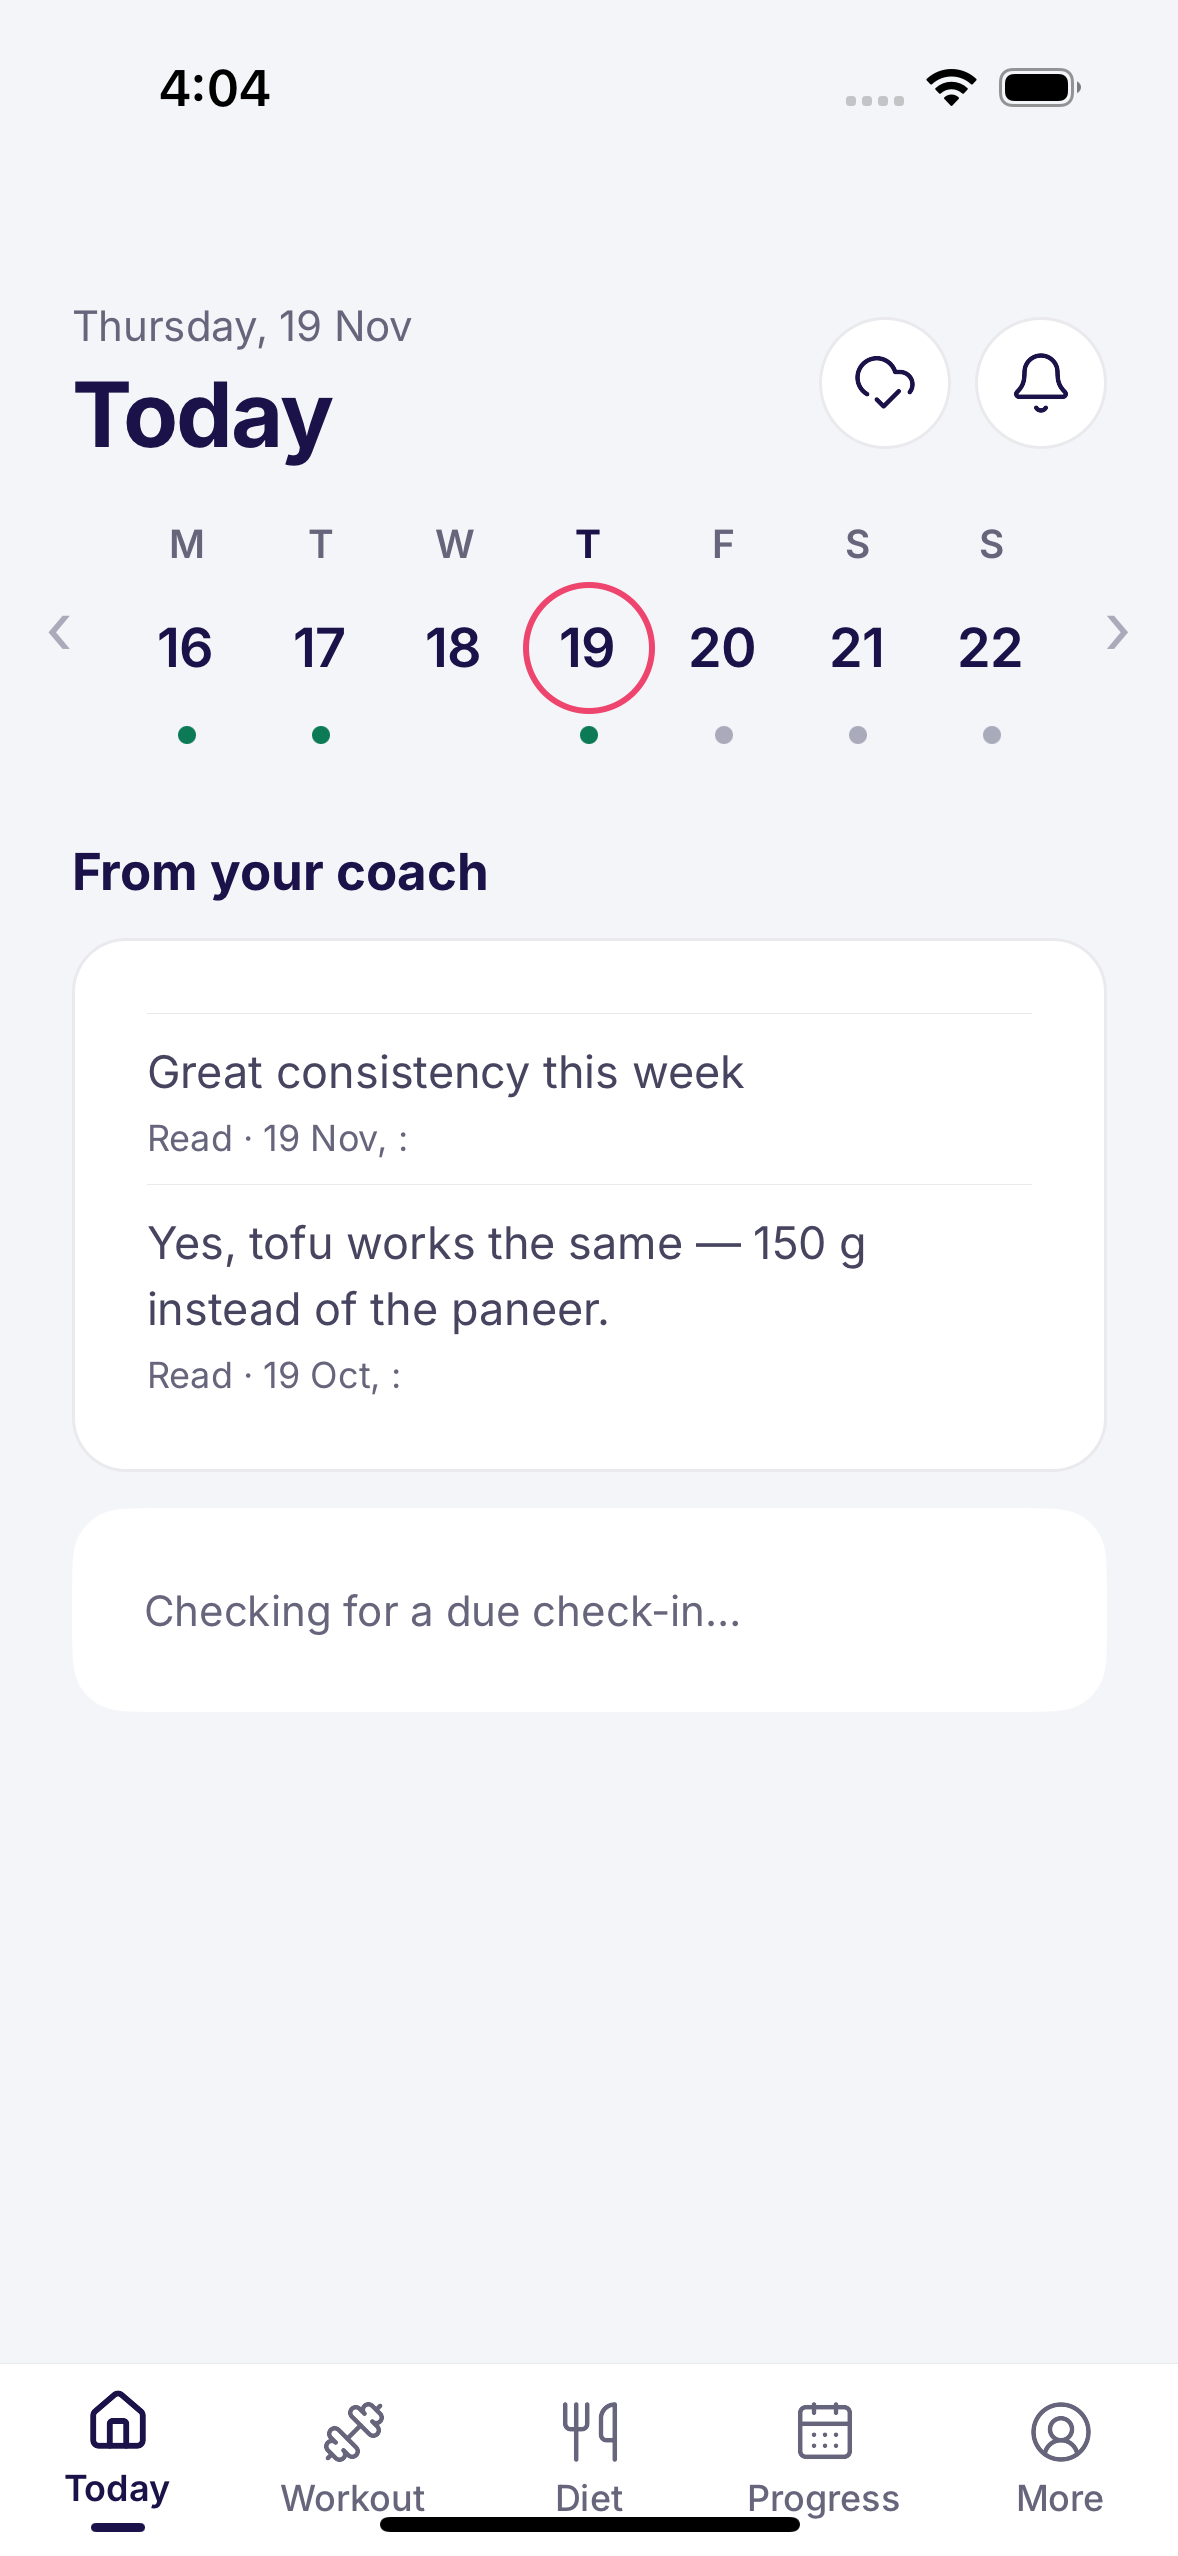 4:04
Thursday, 19 Nov
Today
M T W T F S S
‹ 16 17 18 19 20 21 22 ›
From your coach
Great consistency this week
Read · 19 Nov, :
Yes, tofu works the same — 150 g
instead of the paneer.
Read · 19 Oct, :
Checking for a due check-in...
Today Workout Diet Progress More